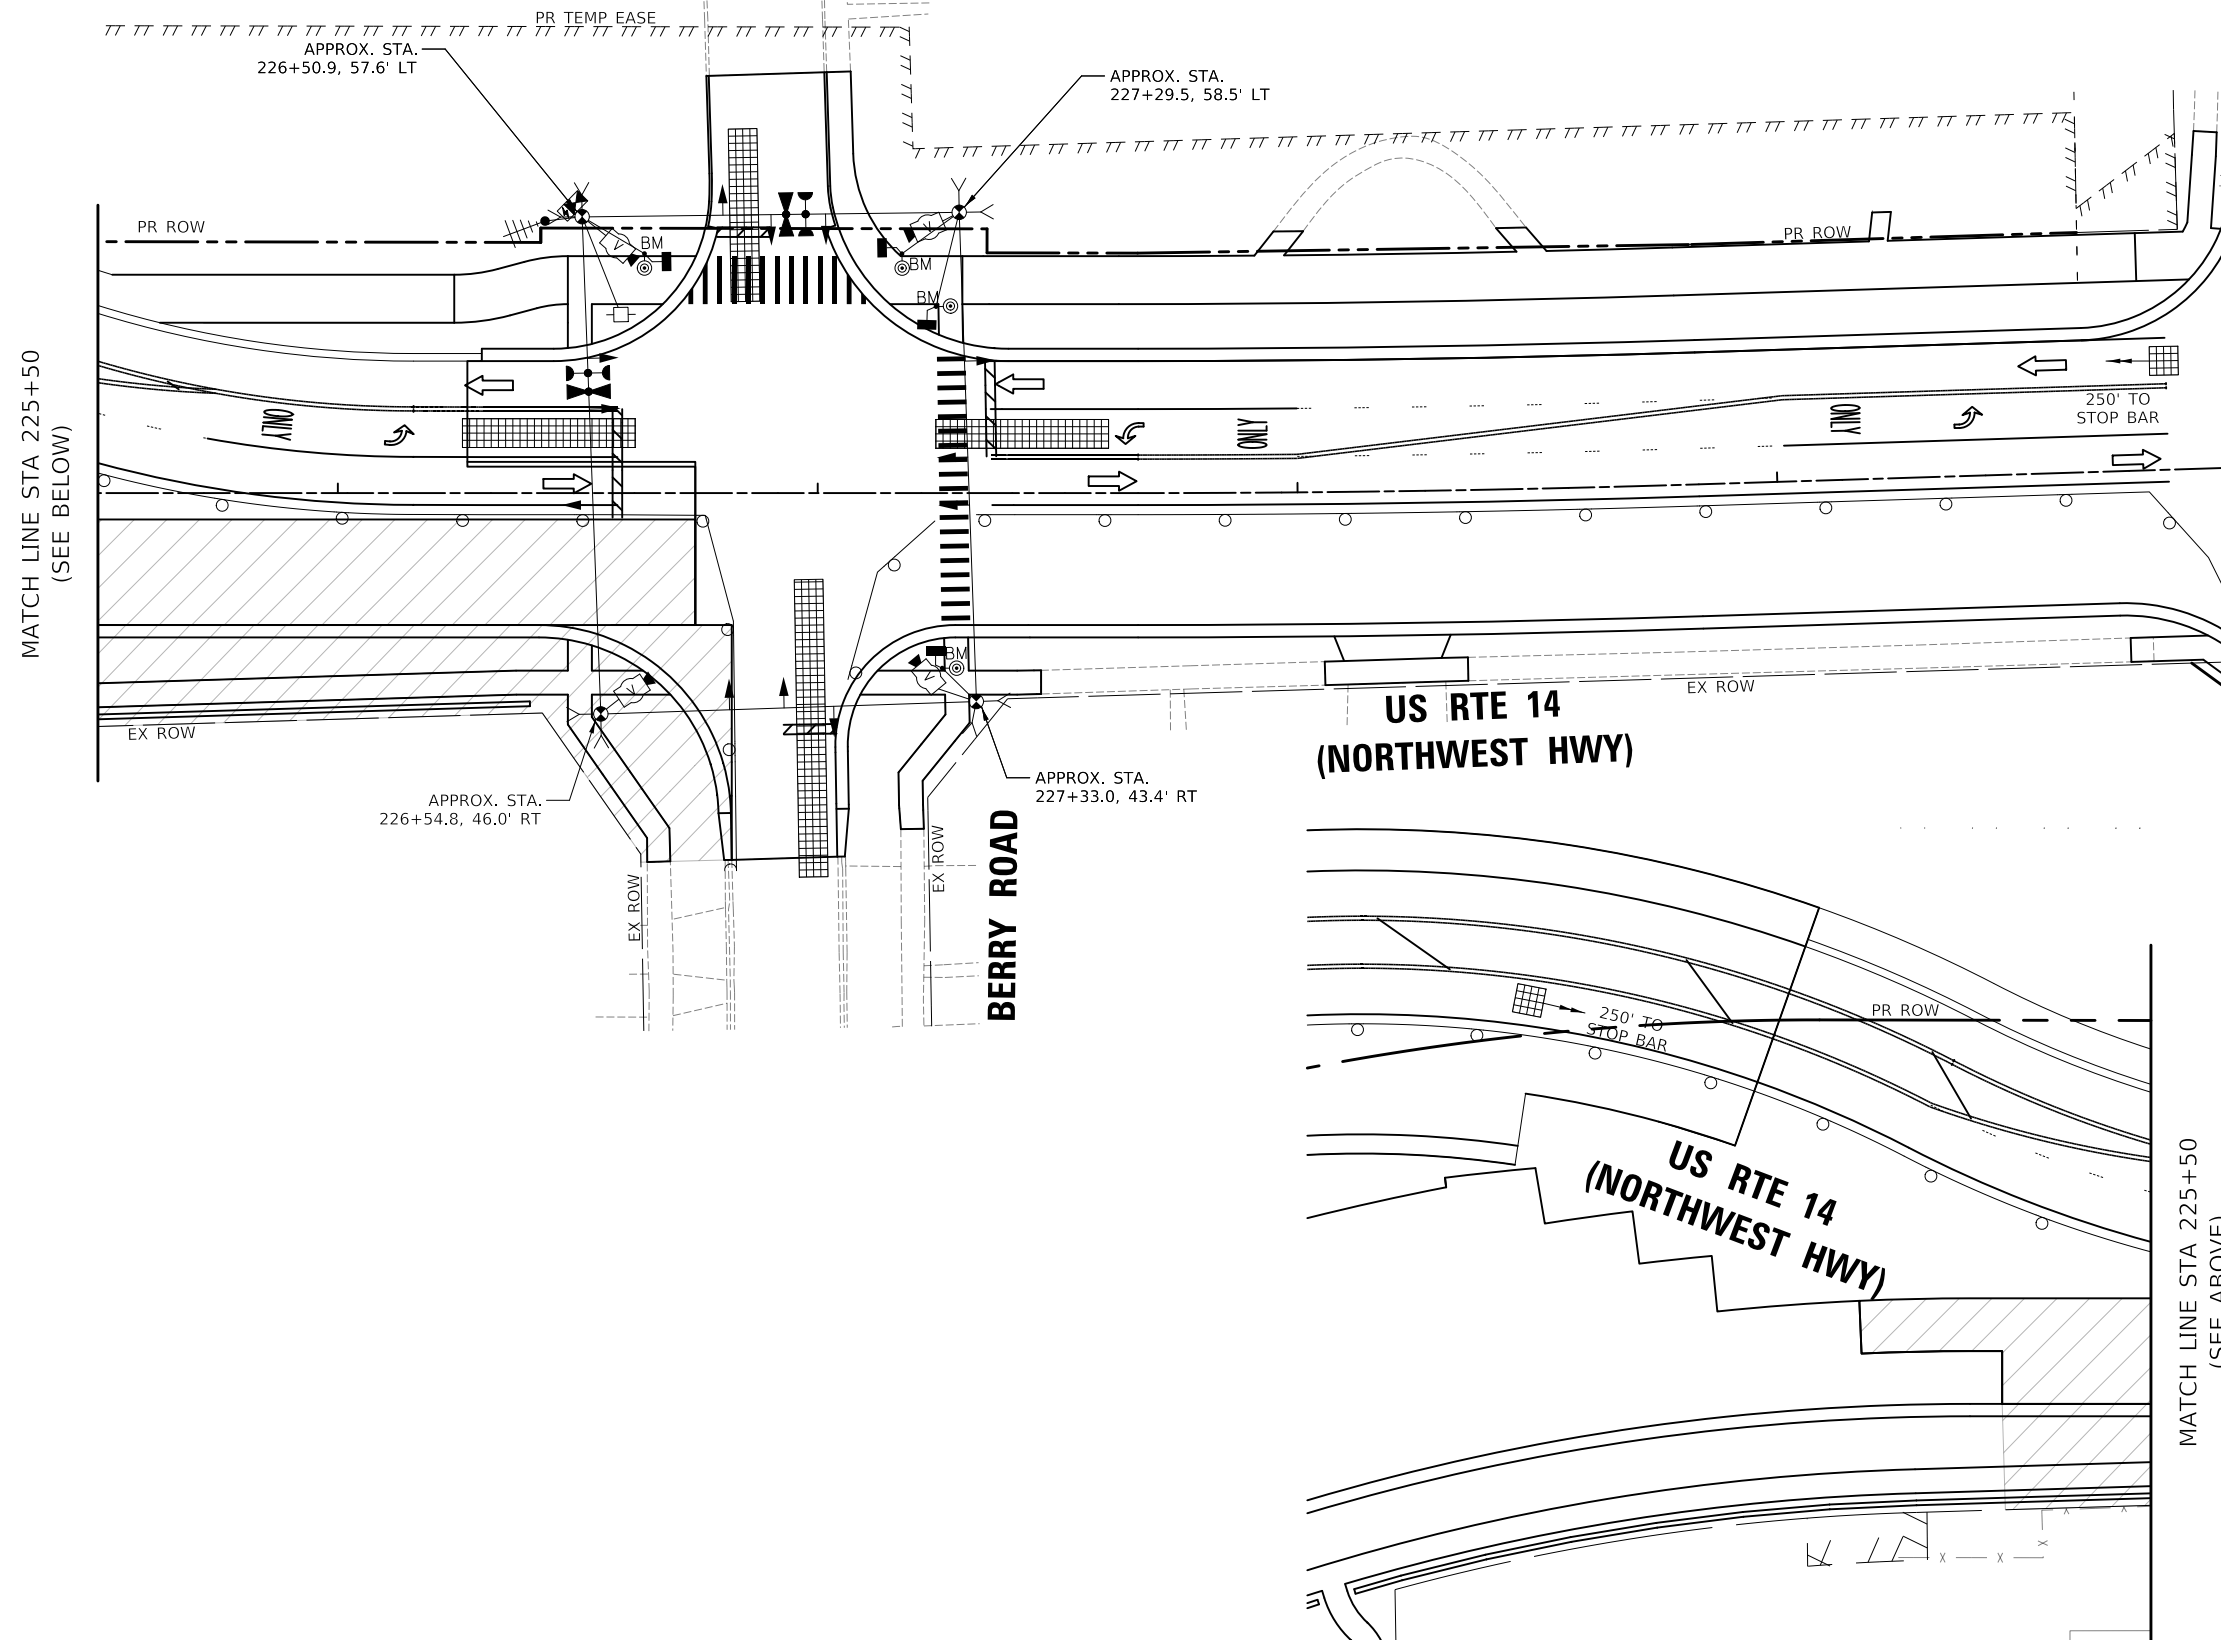 PR TEMP EASE
APPROX. STA.
226+50.9, 57.6' LT
APPROX. STA.
227+29.5, 58.5' LT
PR ROW
PR ROW
BM
BM
BM
MATCH LINE STA 225+50
(SEE BELOW)
ONLY
ONLY
ONLY
250' TO
STOP BAR
BM
EX ROW
EX ROW
US RTE 14
(NORTHWEST HWY)
APPROX. STA.
226+54.8, 46.0' RT
APPROX. STA.
227+33.0, 43.4' RT
EX ROW
EX ROW
BERRY ROAD
250' TO
STOP BAR
PR ROW
US RTE 14
(NORTHWEST HWY)
MATCH LINE STA 225+50
(SEE ABOVE)